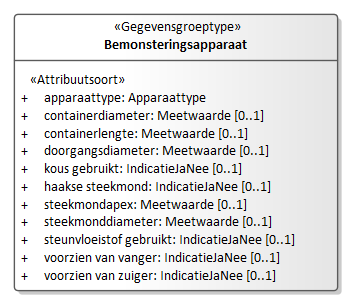 «Gegevensgroeptype»
Bemonsteringsapparaat
«Attribuutsoort»
+ apparaattype: Apparaattype
+ containerdiameter: Meetwaarde [0..1]
+ containerlengte: Meetwaarde [0..1]
+ doorgangsdiameter: Meetwaarde [0..1]
+ kous gebruikt: IndicatieJaNee [0..1]
+ haakse steekmond: IndicatieJaNee [0..1]
+ steekmondapex: Meetwaarde [0..1]
+ steekmonddiameter: Meetwaarde [0..1]
+ steunvloeistof gebruikt: IndicatieJaNee [0..1]
+ voorzien van vanger: IndicatieJaNee [0..1]
+ voorzien van zuiger: IndicatieJaNee [0..1]